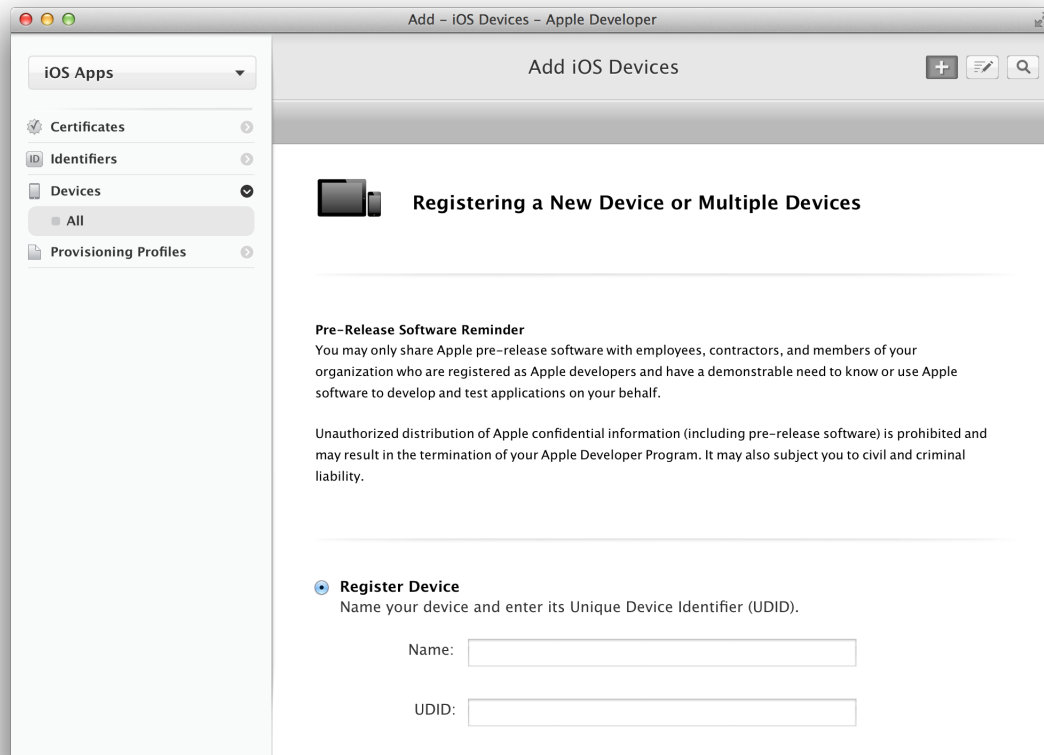 Add – iOS Devices – Apple Developer
iOS Apps
Add iOS Devices
Certificates
ID
Identifiers
Devices
All
Provisioning Profiles
Registering a New Device or Multiple Devices
Pre-Release Software Reminder
You may only share Apple pre-release software with employees, contractors, and members of your
organization who are registered as Apple developers and have a demonstrable need to know or use Apple
software to develop and test applications on your behalf.
Unauthorized distribution of Apple confidential information (including pre-release software) is prohibited and
may result in the termination of your Apple Developer Program. It may also subject you to civil and criminal
liability.
Register Device
Name your device and enter its Unique Device Identifier (UDID).
Name:
UDID: